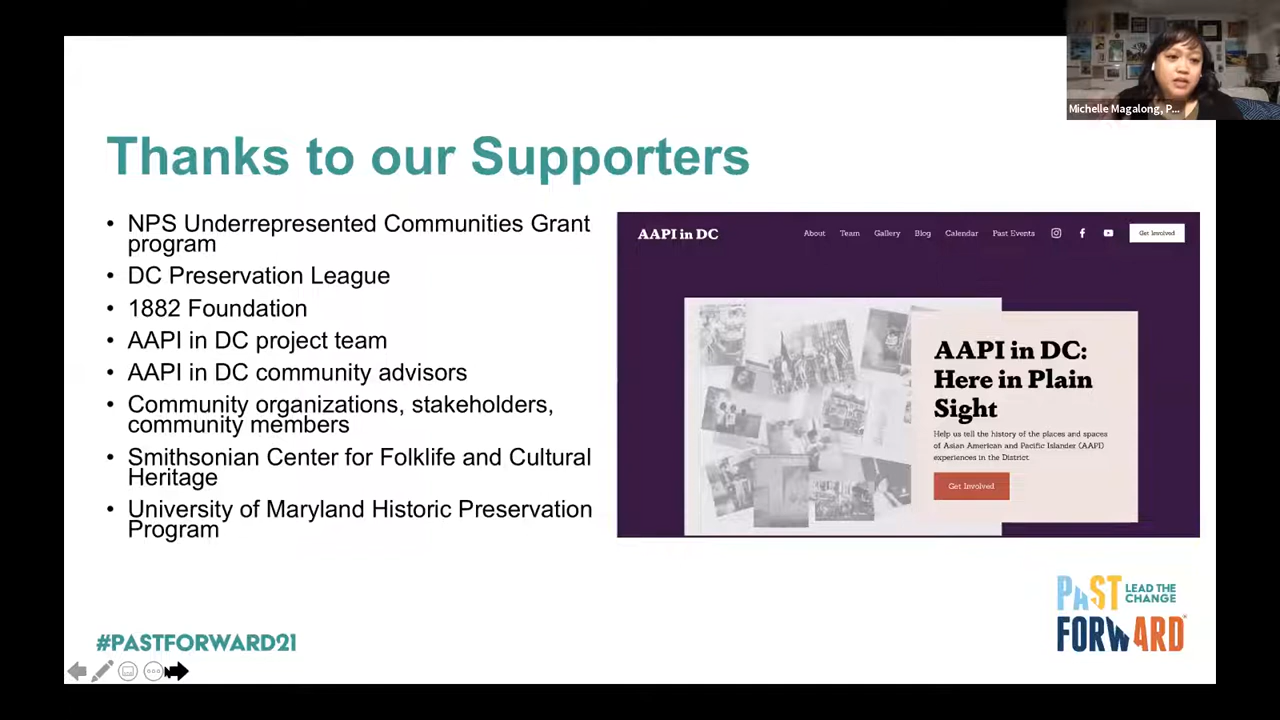 Michelle Magalong, P...
Thanks to our Supporters
• NPS Underrepresented Communities Grant
program
• DC Preservation League
• 1882 Foundation
• AAPI in DC project team
• AAPI in DC community advisors
• Community organizations, stakeholders,
community members
• Smithsonian Center for Folklife and Cultural
Heritage
• University of Maryland Historic Preservation
Program
AAPI in DC
About Team Gallery Blog Calendar Past Events Get Involved
AAPI in DC:
Here in Plain
Sight
Help us tell the history of the places and spaces
of Asian American and Pacific Islander (AAPI)
experiences in the District.
Get Involved
#PASTFORWARD21
PAST LEAD THE
CHANGE
FORWARD